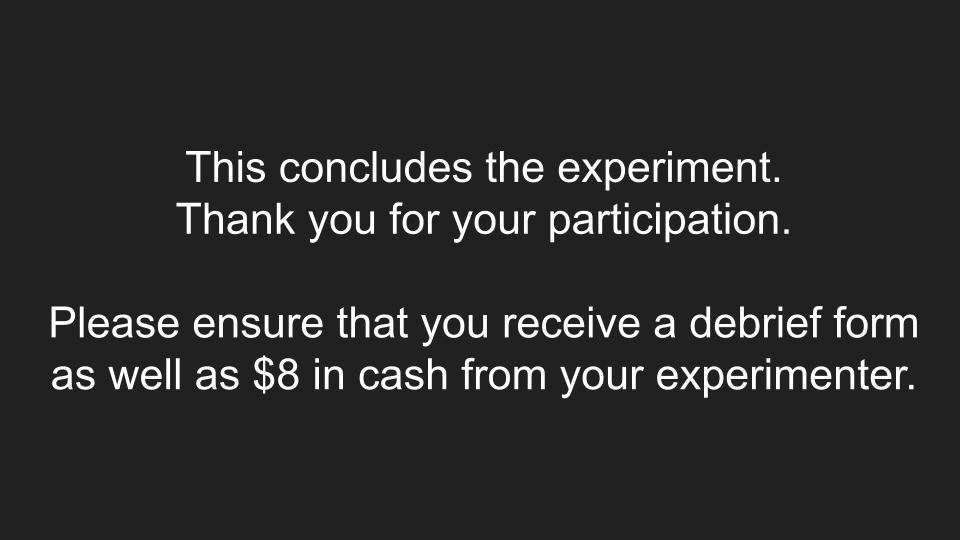 This concludes the experiment.
Thank you for your participation.
Please ensure that you receive a debrief form
as well as $8 in cash from your experimenter.